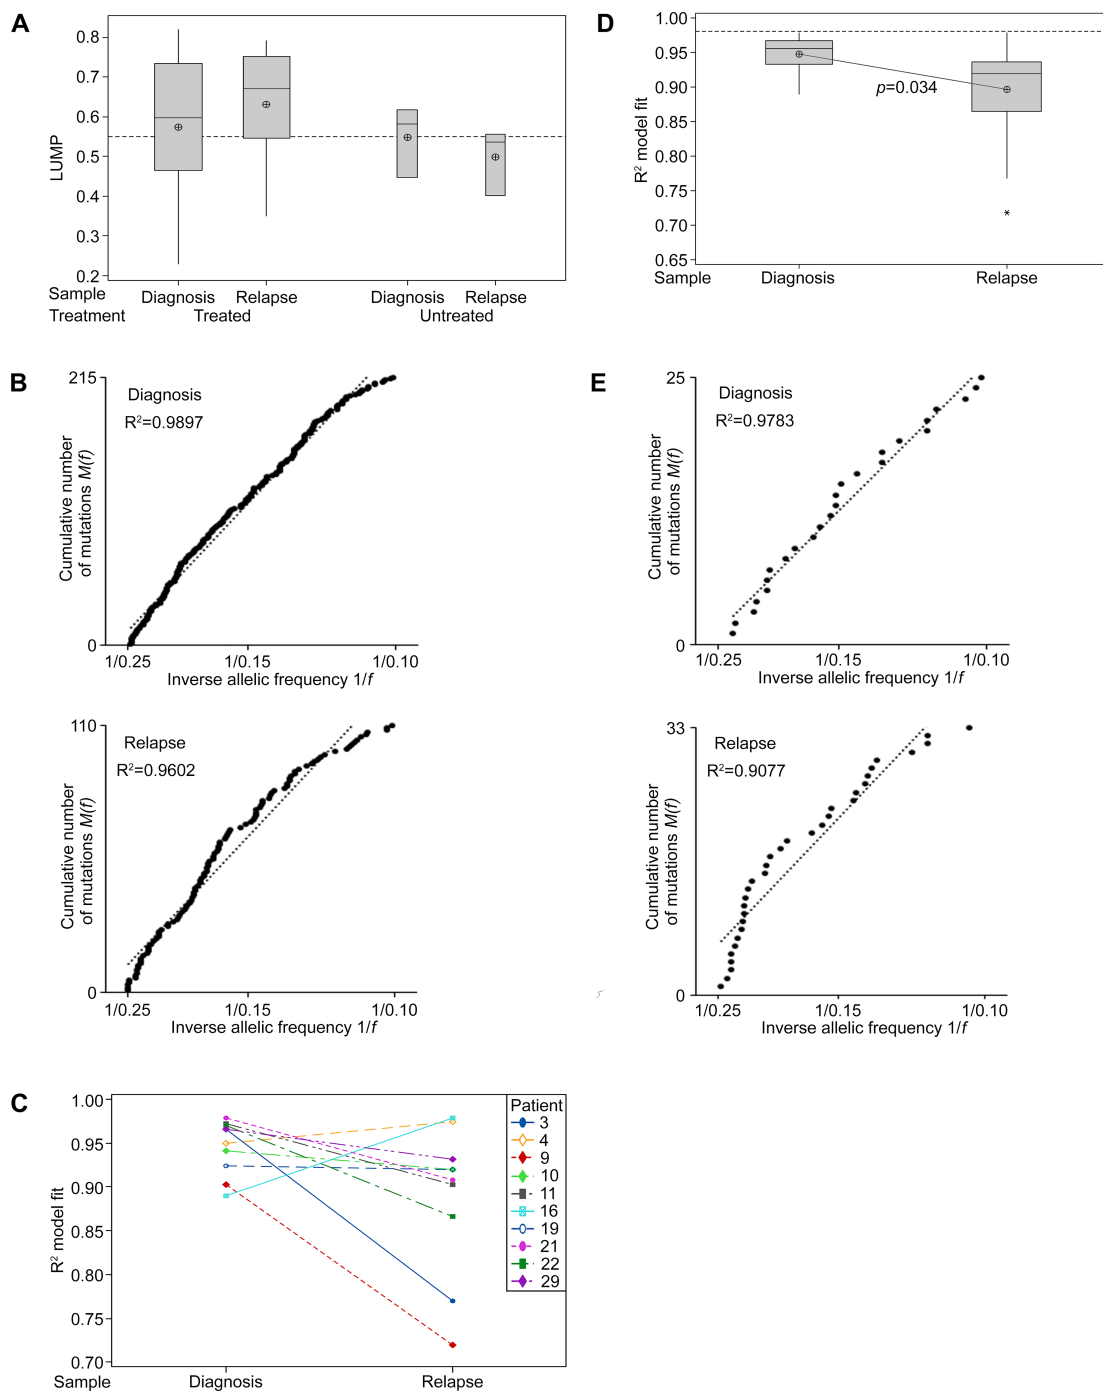 A
0.8
0.7
0.6
0.5
0.4
0.3
0.2
LUMP
Sample
Diagnosis Relapse Diagnosis Relapse
Treatment Treated Untreated
D
1.00
0.95
0.90
0.85
0.80
0.75
0.70
0.65
R² model fit
p=0.034
Sample Diagnosis Relapse
B
215
Diagnosis
R²=0.9897
Cumulative number
of mutations M(f)
0
1/0.25 1/0.15 1/0.10
Inverse allelic frequency 1/f
110
Relapse
R²=0.9602
Cumulative number
of mutations M(f)
0
1/0.25 1/0.15 1/0.10
Inverse allelic frequency 1/f
E
25
Diagnosis
R²=0.9783
Cumulative number
of mutations M(f)
0
1/0.25 1/0.15 1/0.10
Inverse allelic frequency 1/f
33
Relapse
R²=0.9077
Cumulative number
of mutations M(f)
0
1/0.25 1/0.15 1/0.10
Inverse allelic frequency 1/f
C
1.00
0.95
0.90
0.85
0.80
0.75
0.70
R² model fit
Patient
3
4
9
10
11
16
19
21
22
29
Sample Diagnosis Relapse